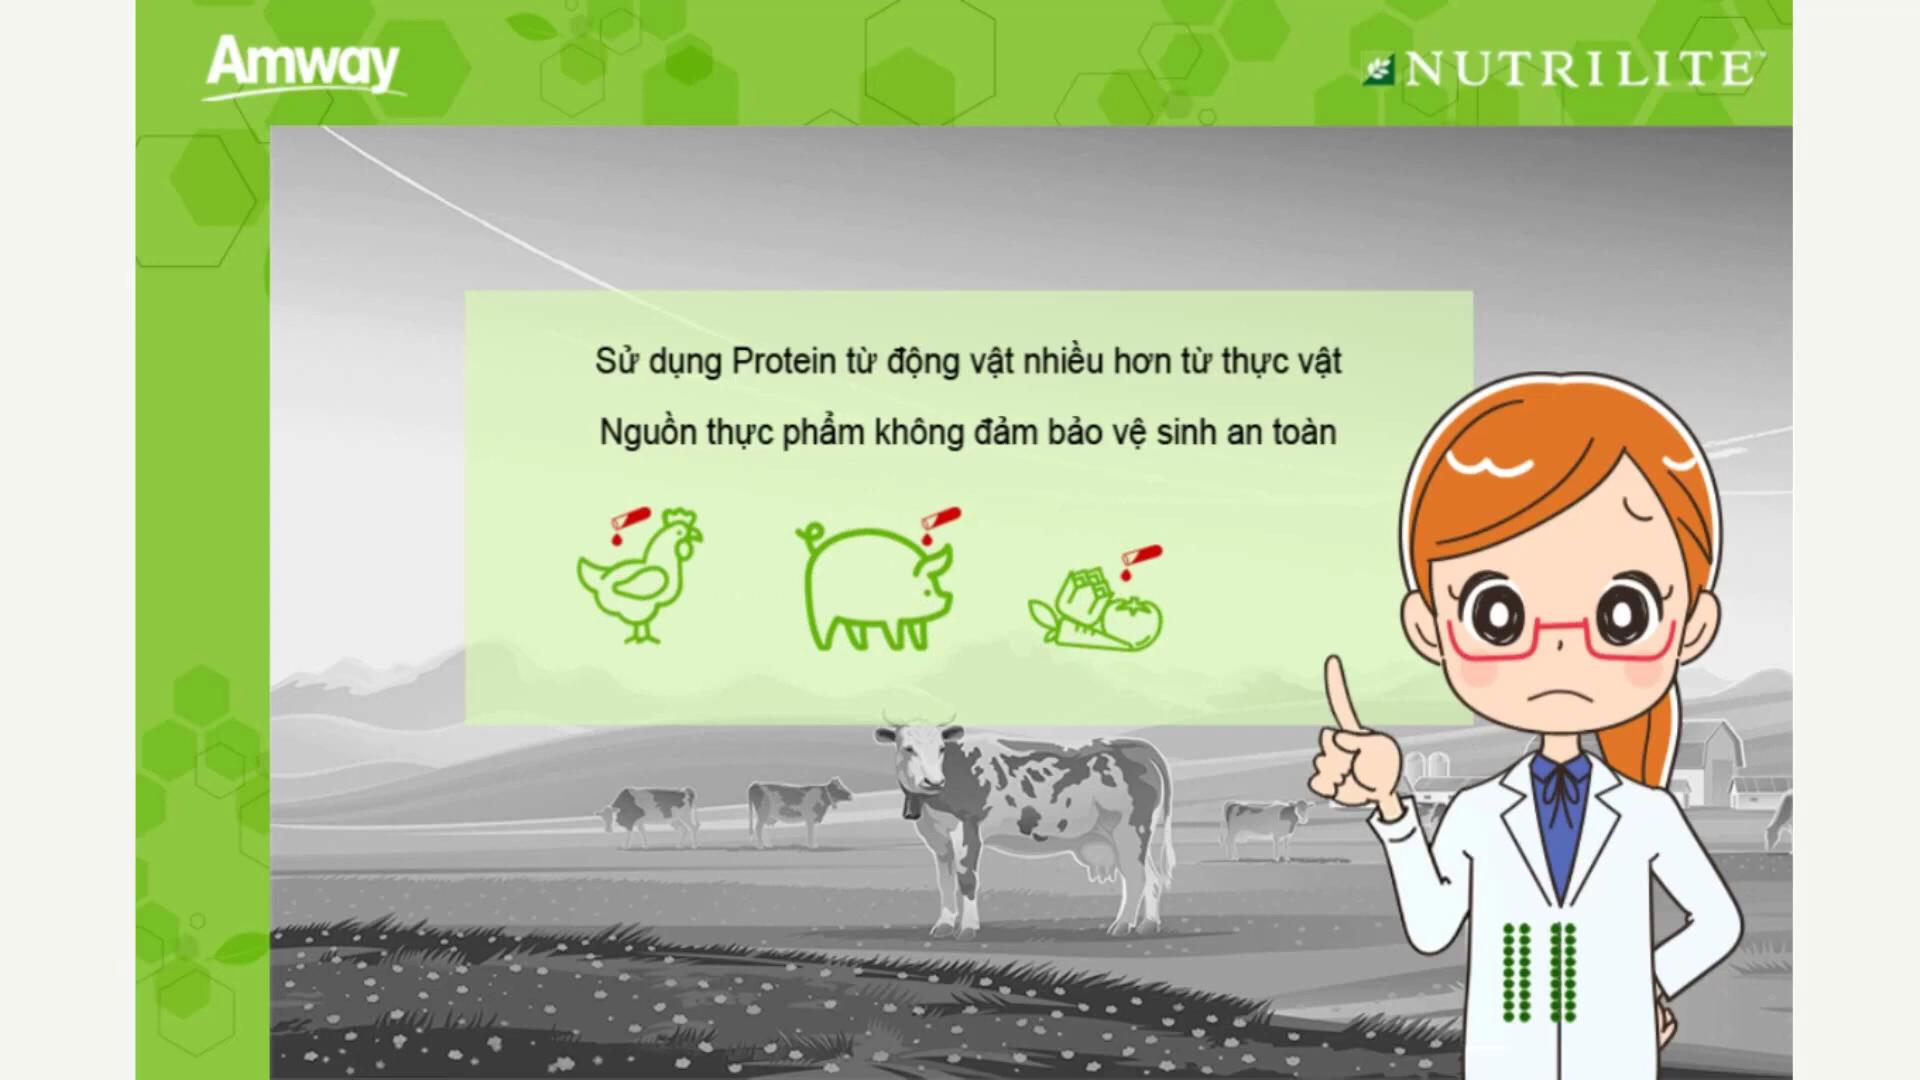 Amway
NUTRILITE
Sử dụng Protein từ động vật nhiều hơn từ thực vật
Nguồn thực phẩm không đảm bảo vệ sinh an toàn